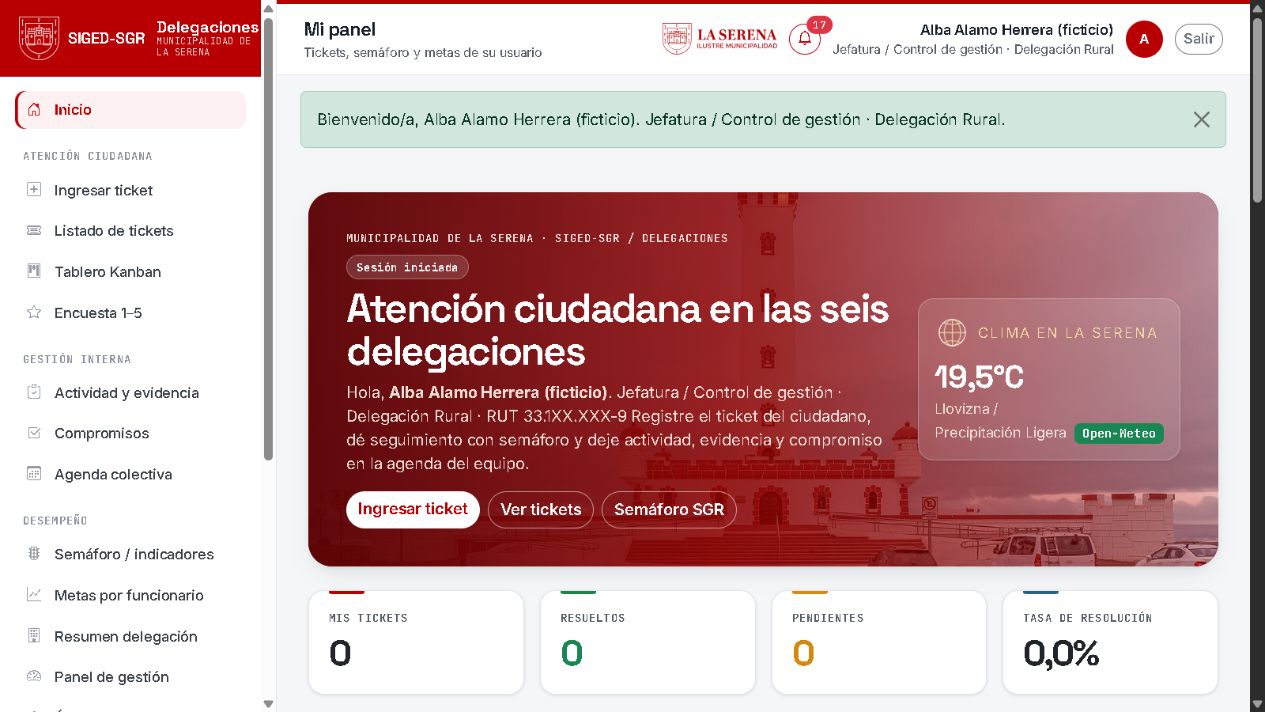 SIGED-SGR
Delegaciones
MUNICIPALIDAD DE
LA SERENA
Inicio
ATENCIÓN CIUDADANA
Ingresar ticket
Listado de tickets
Tablero Kanban
Encuesta 1–5
GESTIÓN INTERNA
Actividad y evidencia
Compromisos
Agenda colectiva
DESEMPEÑO
Semáforo / indicadores
Metas por funcionario
Resumen delegación
Panel de gestión
Mi panel
Tickets, semáforo y metas de su usuario
LA SERENA
ILUSTRE MUNICIPALIDAD
17
Alba Alamo Herrera (ficticio)
Jefatura / Control de gestión · Delegación Rural
A
Salir
Bienvenido/a, Alba Alamo Herrera (ficticio). Jefatura / Control de gestión · Delegación Rural.
MUNICIPALIDAD DE LA SERENA · SIGED-SGR / DELEGACIONES
Sesión iniciada
Atención ciudadana en las seis
delegaciones
Hola, Alba Alamo Herrera (ficticio). Jefatura / Control de gestión ·
Delegación Rural · RUT 33.1XX.XXX-9 Registre el ticket del ciudadano,
dé seguimiento con semáforo y deje actividad, evidencia y compromiso
en la agenda del equipo.
Ingresar ticket
Ver tickets
Semáforo SGR
CLIMA EN LA SERENA
19,5°C
Llovizna /
Precipitación Ligera
Open-Meteo
MIS TICKETS
0
RESUELTOS
0
PENDIENTES
0
TASA DE RESOLUCIÓN
0,0%